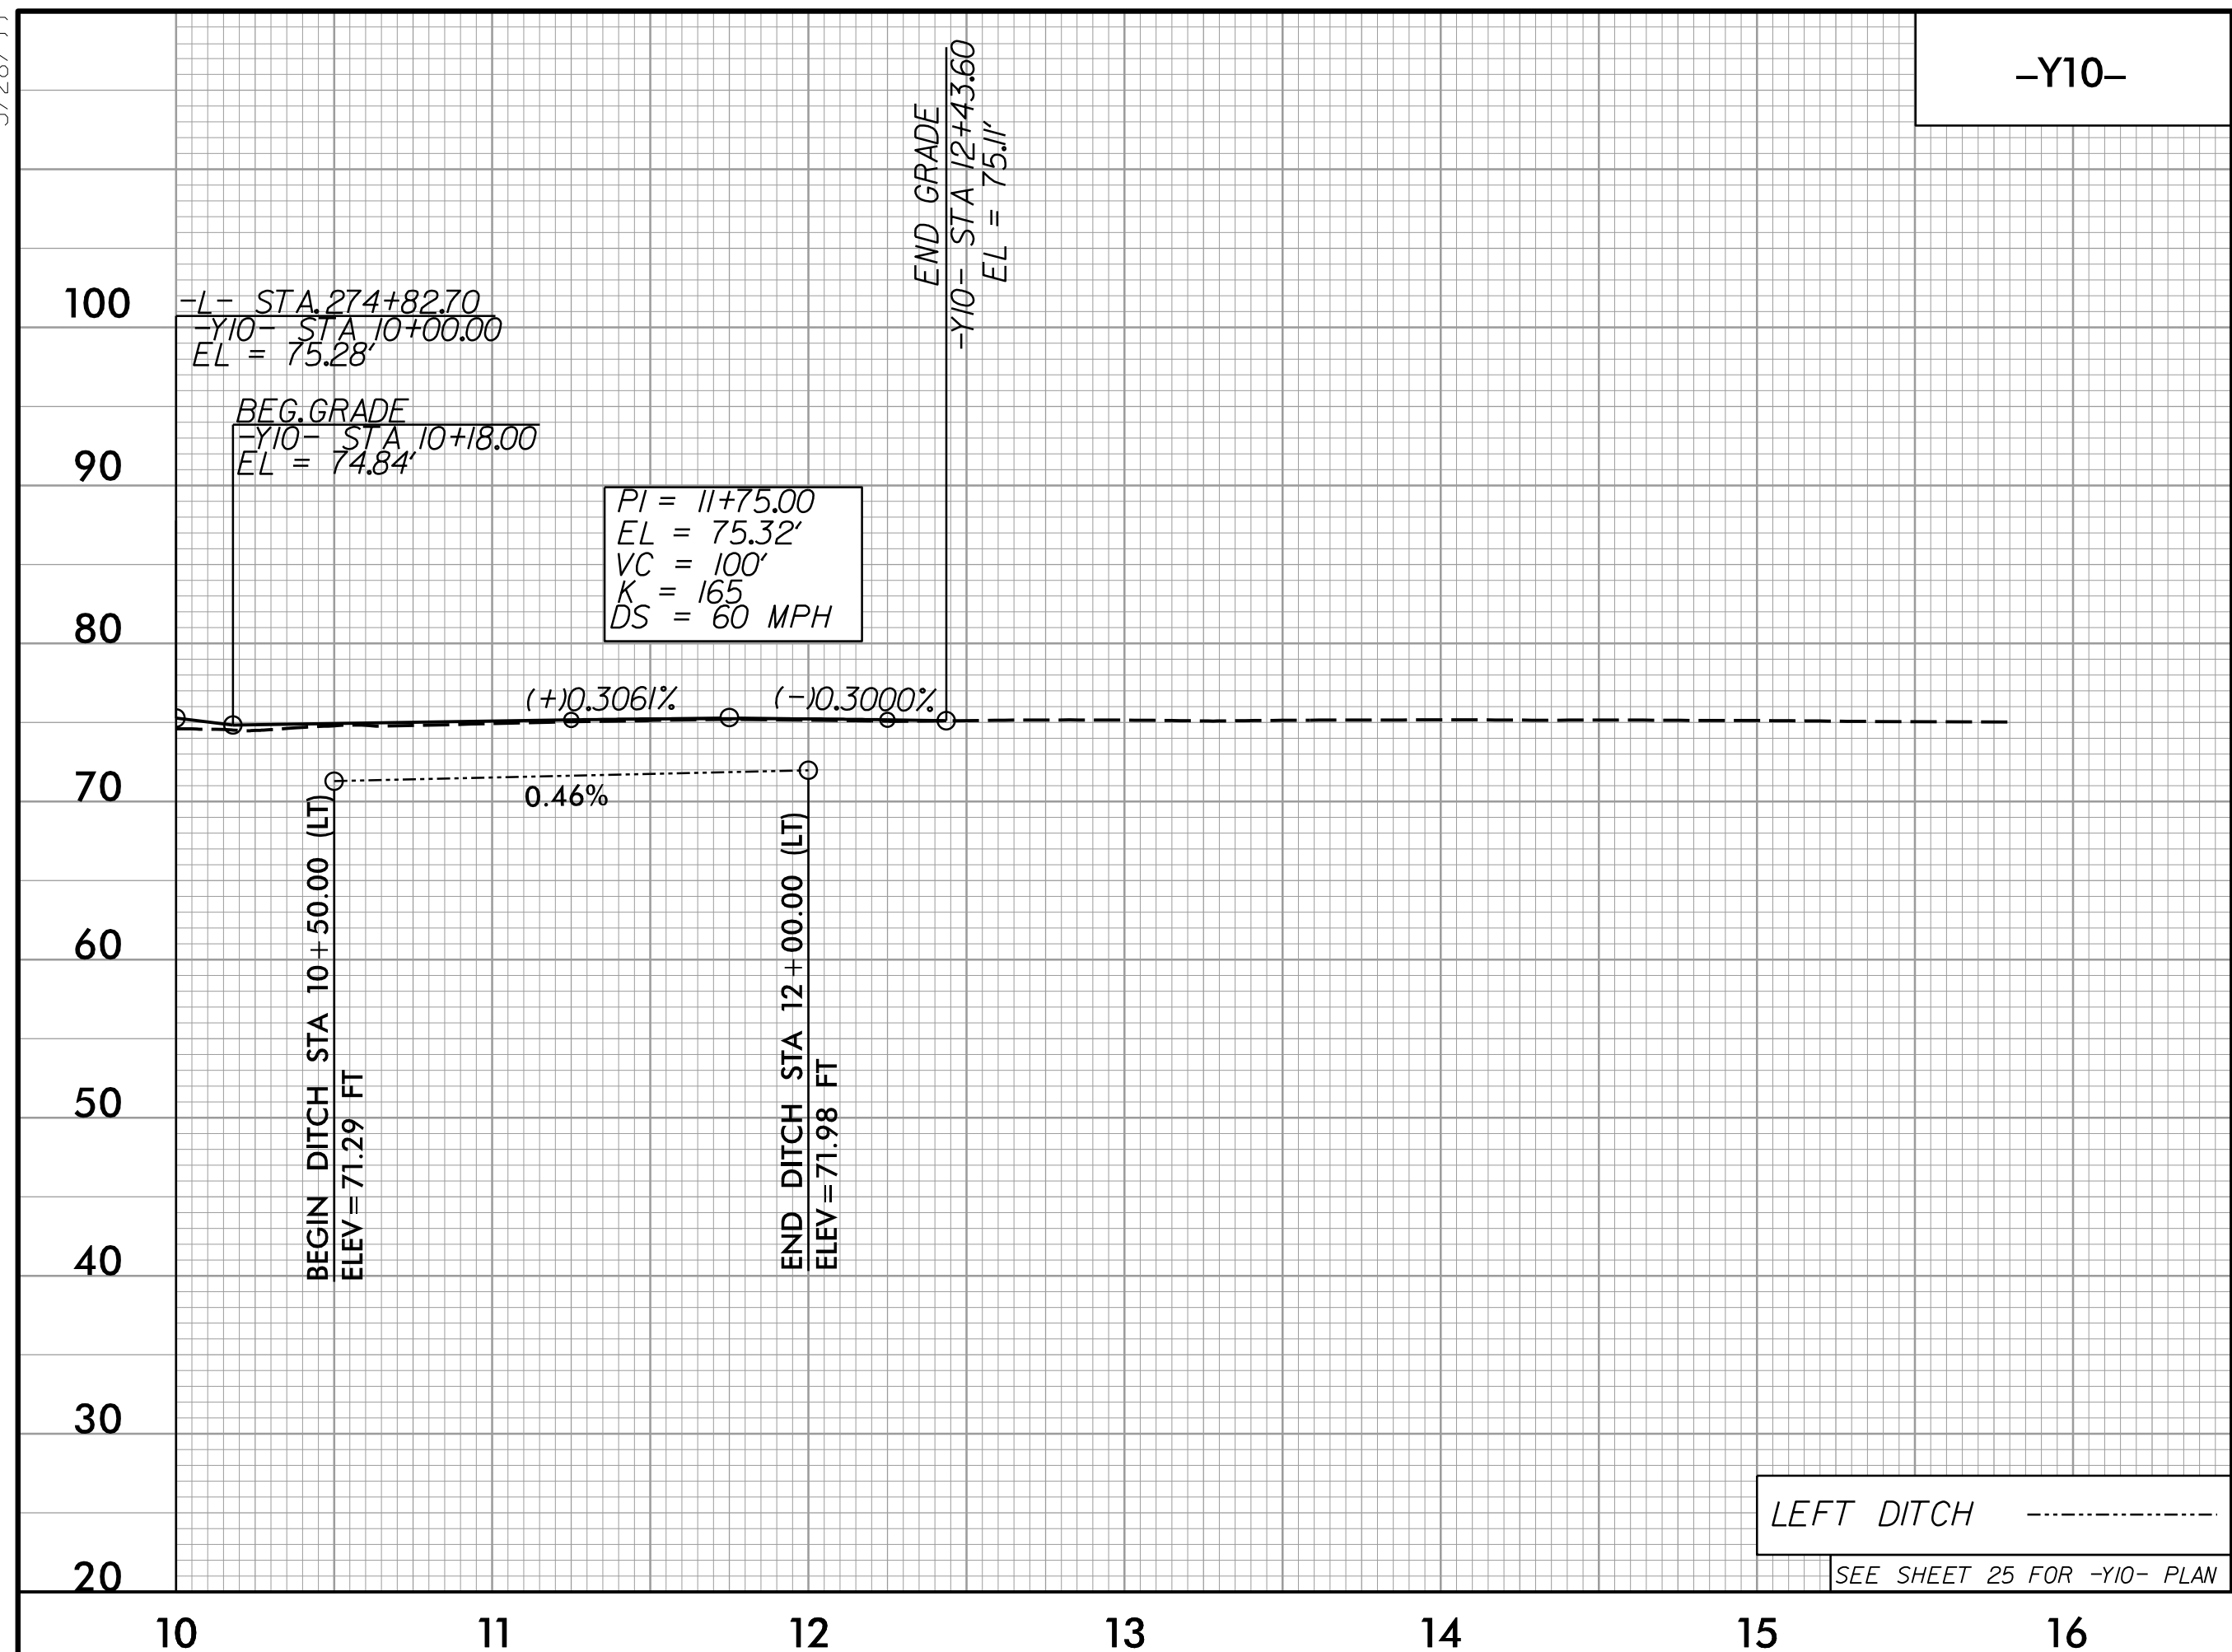 -Y10-
END GRADE
-Y10- STA 12+43.60
EL = 75.11'
100
-L- STA.274+82.70
-Y10- STA 10+00.00
EL = 75.28'
BEG.GRADE
-Y10- STA 10+18.00
EL = 74.84'
90
PI = 11+75.00
EL = 75.32'
VC = 100'
K = 165
DS = 60 MPH
80
(+)0.3061%
(-)0.3000%
70
0.46%
BEGIN DITCH STA 10+50.00 (LT)
ELEV=71.29 FT
END DITCH STA 12+00.00 (LT)
ELEV=71.98 FT
60
50
40
30
20
LEFT DITCH
SEE SHEET 25 FOR -Y10- PLAN
10 11 12 13 14 15 16